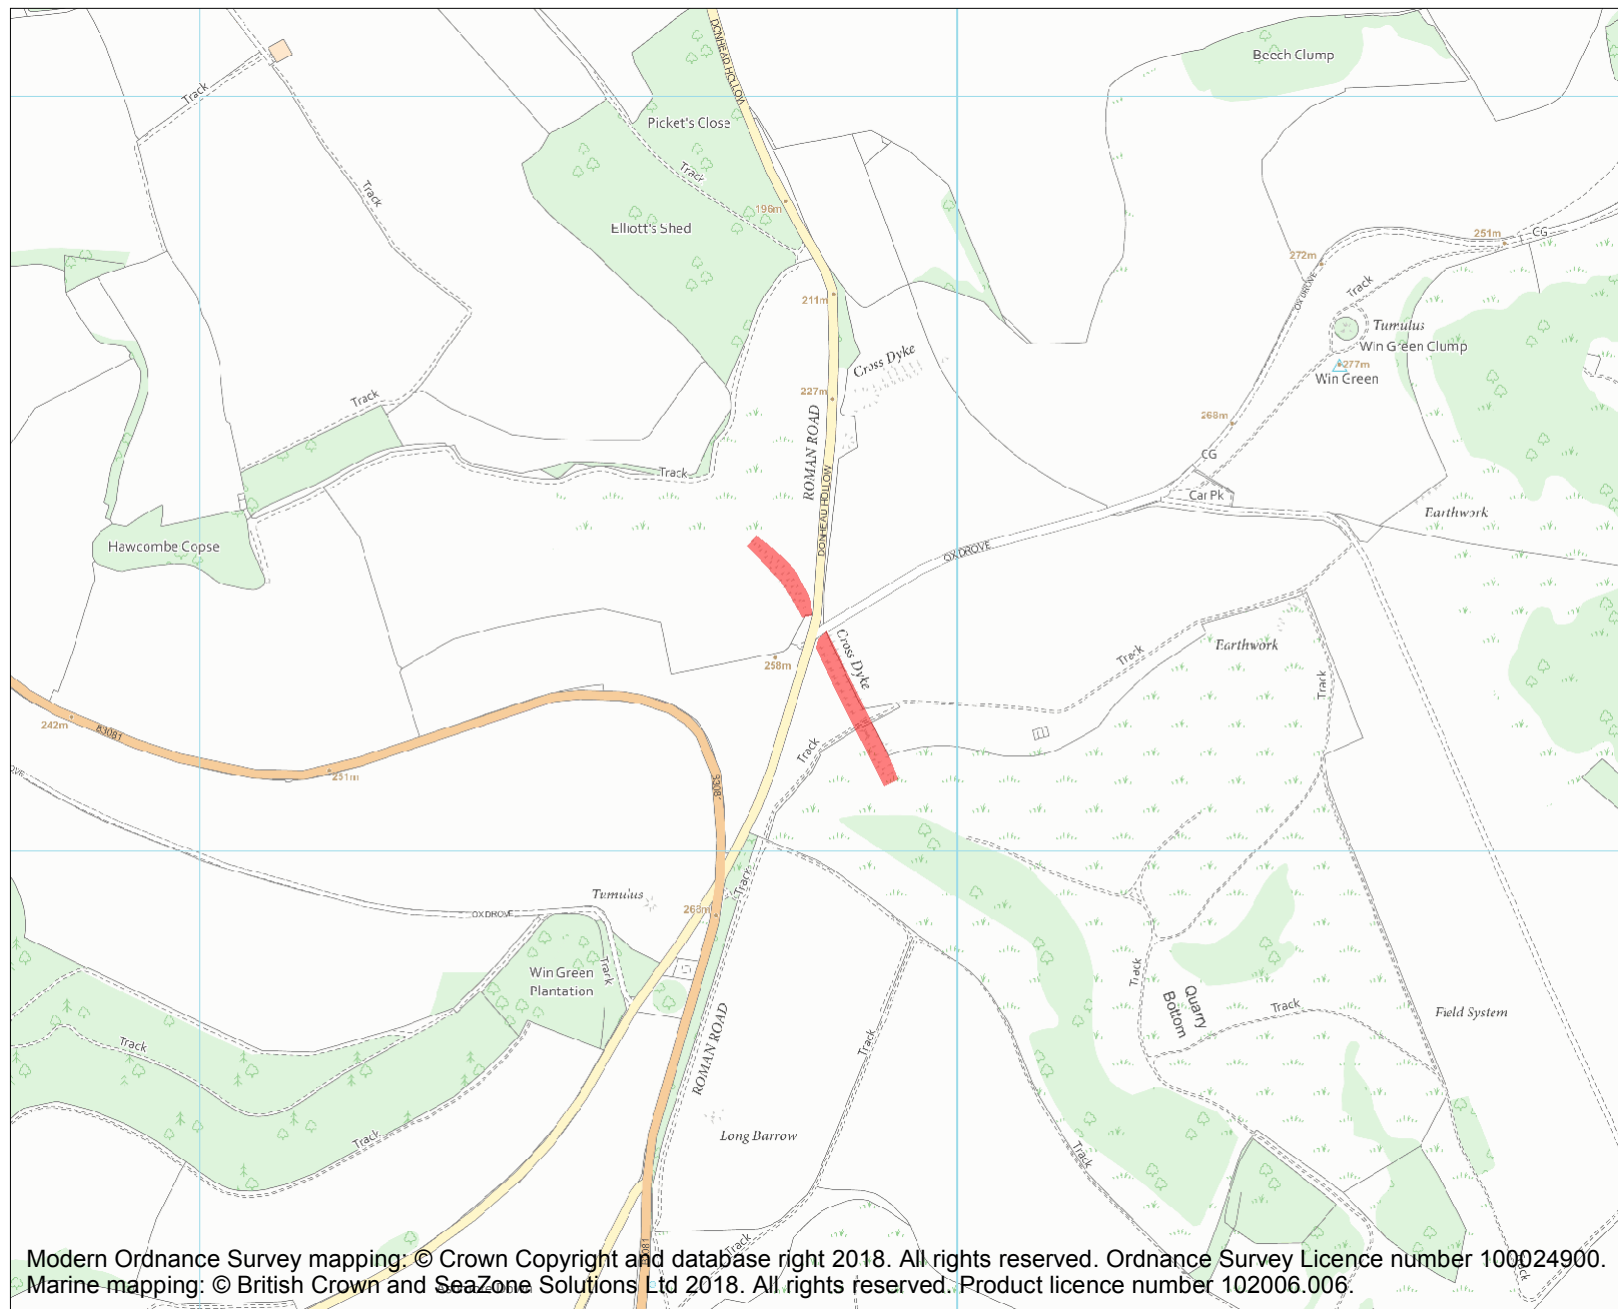 DONHEAD HOLLOW
Beech Clump
Track
Picket's Close
Track
Track
196m
Elliott's Shed
251m
CG
272m
OX DROVE
Track
211m
Tumulus
Win Green Clump
Cross Dyke
277m
Win Green
227m
Track
268m
ROMAN ROAD
CG
Track
Car Pk
DONHEAD HOLLOW
Earthwork
Hawcombe Copse
OX DROVE
Cross Dyke
Earthwork
Track
258m
Track
242m
B3081
Track
251m
Track
Tumulus
268m
OX DROVE
Win Green
Plantation
Track
Track
Quarry
Bottom
Track
Field System
Track
ROMAN ROAD
Track
Long Barrow
Track
Track
Track
B3081
Track
Modern Ordnance Survey mapping: © Crown Copyright and database right 2018. All rights reserved. Ordnance Survey Licence number 100024900.
Marine mapping: © British Crown and SeaZone Solutions Ltd 2018. All rights reserved. Product licence number 102006.006.